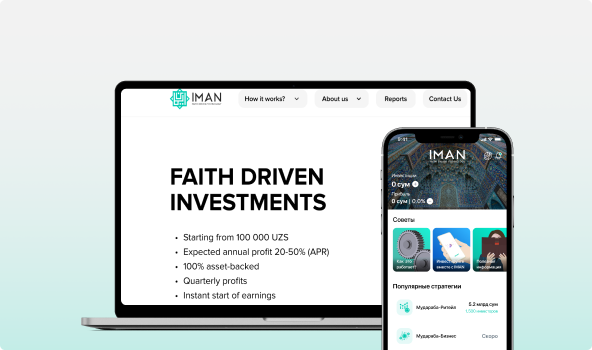 IMAN
How it works?
About us
Reports
Contact Us
FAITH DRIVEN
INVESTMENTS
• Starting from 100 000 UZS
• Expected annual profit 20-50% (APR)
• 100% asset-backed
• Quarterly profits
• Instant start of earnings
IMAN
Инвестиции
0 сум
Прибыль
0 сум | 0.0%
Советы
Как это
работает?
вместе с IMAN
информация
Популярные стратегии
Мудараба-Ритейл
5.2 млрд сум
Мудараба-Бизнес
Скоро